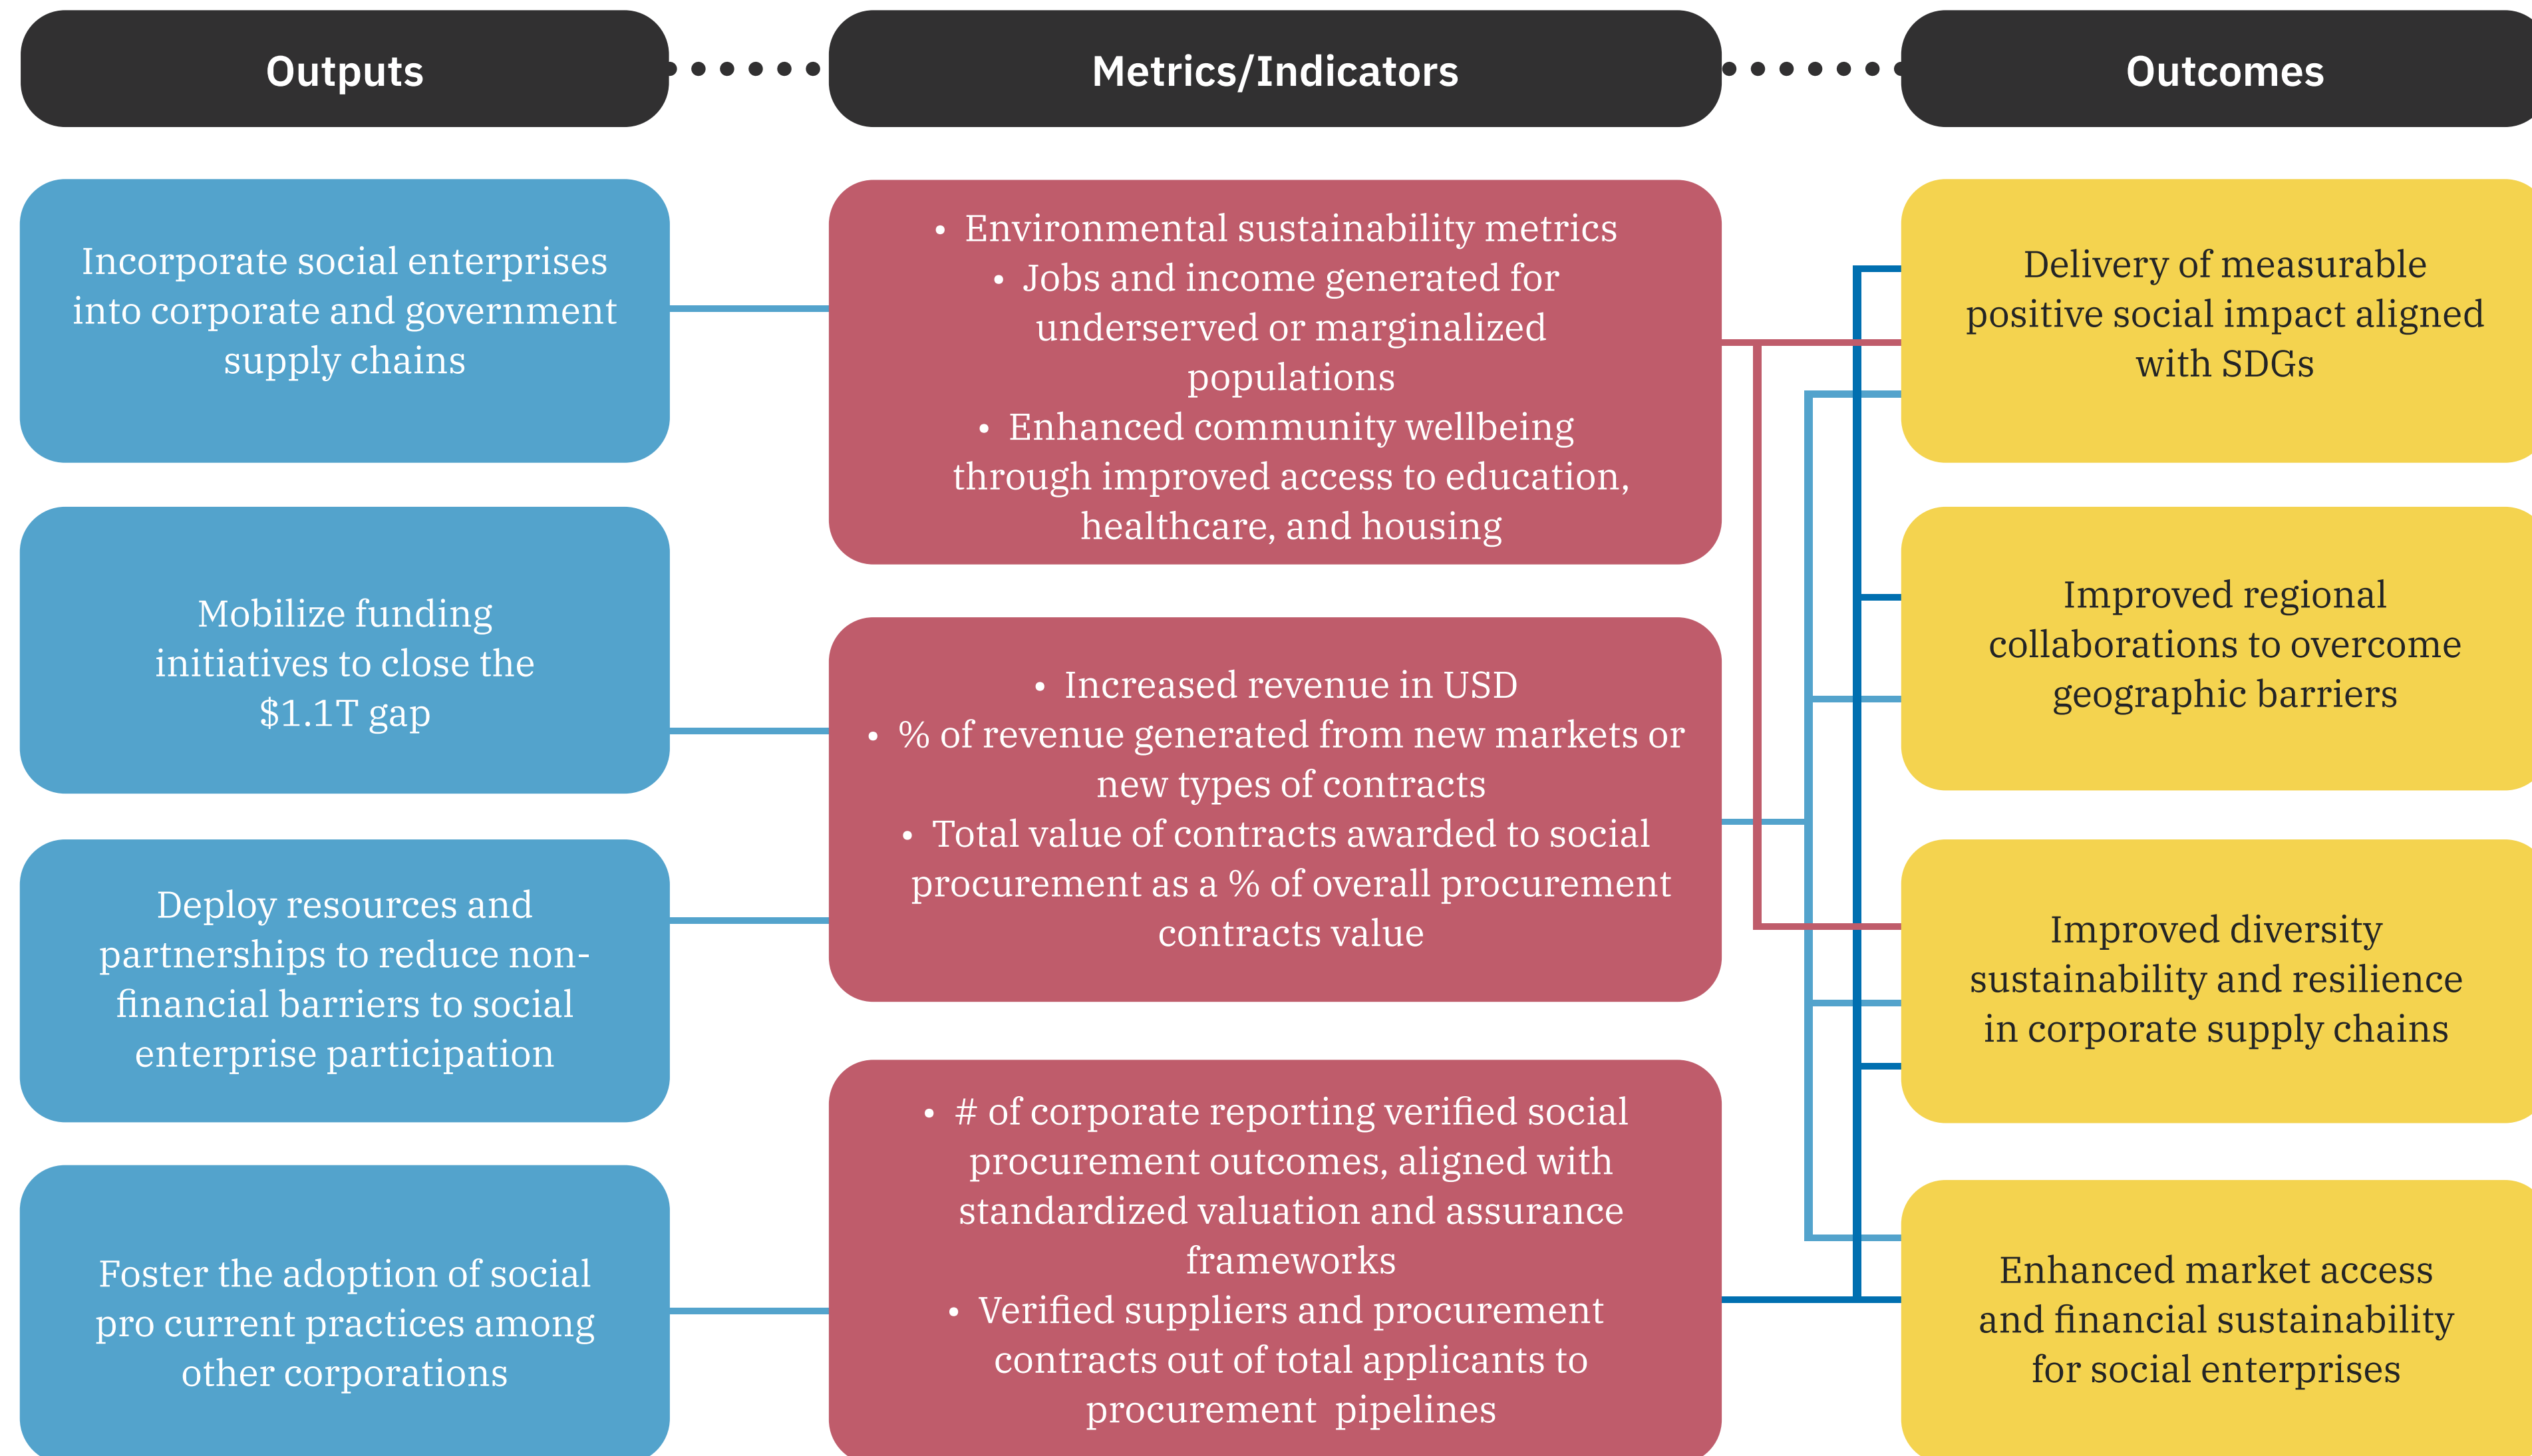 Outputs
Metrics/Indicators
Outcomes
Incorporate social enterprises
into corporate and government
supply chains
Mobilize funding
initiatives to close the
$1.1T gap
Deploy resources and
partnerships to reduce non-
financial barriers to social
enterprise participation
Foster the adoption of social
pro current practices among
other corporations
• Environmental sustainability metrics
• Jobs and income generated for
underserved or marginalized
populations
• Enhanced community wellbeing
through improved access to education,
healthcare, and housing
• Increased revenue in USD
• % of revenue generated from new markets or
new types of contracts
• Total value of contracts awarded to social
procurement as a % of overall procurement
contracts value
• # of corporate reporting verified social
procurement outcomes, aligned with
standardized valuation and assurance
frameworks
• Verified suppliers and procurement
contracts out of total applicants to
procurement pipelines
Delivery of measurable
positive social impact aligned
with SDGs
Improved regional
collaborations to overcome
geographic barriers
Improved diversity
sustainability and resilience
in corporate supply chains
Enhanced market access
and financial sustainability
for social enterprises